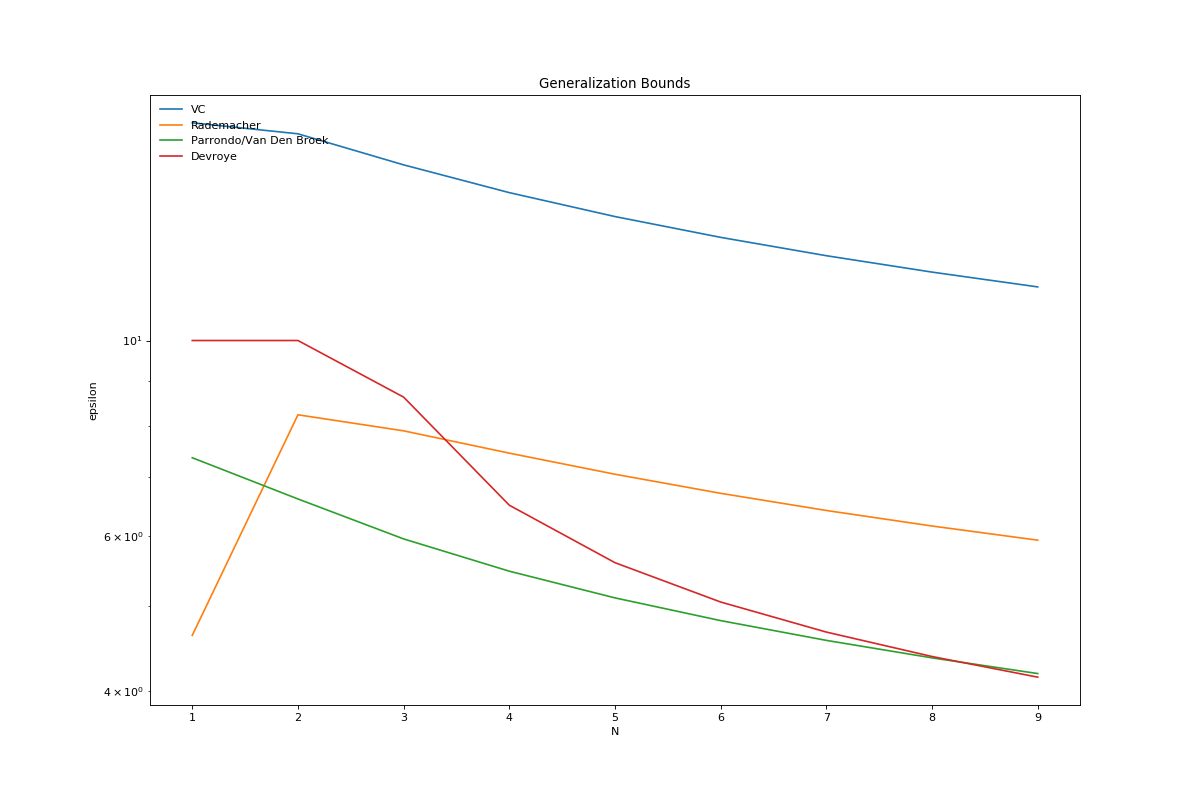 Generalization Bounds
VC
Rademacher
Parrondo/Van Den Broek
Devroye
10¹
6 × 10⁰
4 × 10⁰
epsilon
1 2 3 4 5 6 7 8 9
N